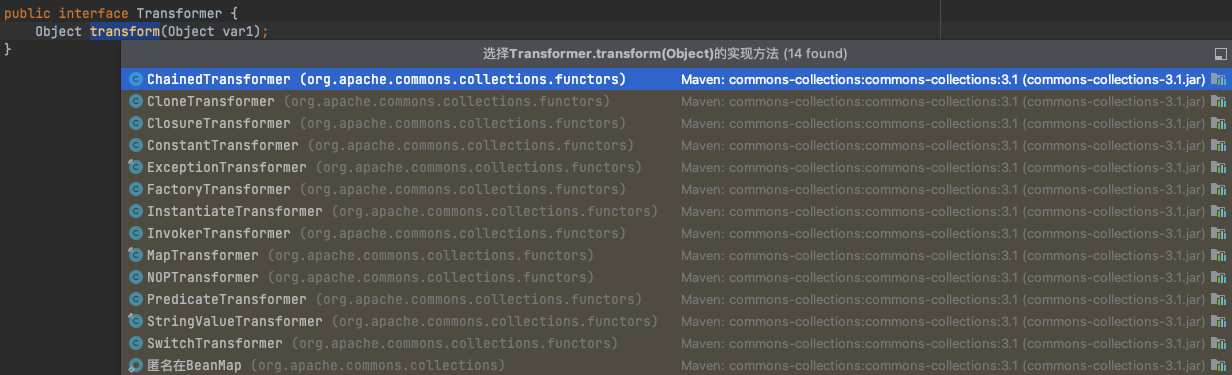 public interface Transformer {
    Object transform(Object var1);
}
选择Transformer.transform(Object)的实现方法 (14 found)
ChainedTransformer (org.apache.commons.collections.functors) Maven: commons-collections:commons-collections:3.1 (commons-collections-3.1.jar)
CloneTransformer (org.apache.commons.collections.functors) Maven: commons-collections:commons-collections:3.1 (commons-collections-3.1.jar)
ClosureTransformer (org.apache.commons.collections.functors) Maven: commons-collections:commons-collections:3.1 (commons-collections-3.1.jar)
ConstantTransformer (org.apache.commons.collections.functors) Maven: commons-collections:commons-collections:3.1 (commons-collections-3.1.jar)
ExceptionTransformer (org.apache.commons.collections.functors) Maven: commons-collections:commons-collections:3.1 (commons-collections-3.1.jar)
FactoryTransformer (org.apache.commons.collections.functors) Maven: commons-collections:commons-collections:3.1 (commons-collections-3.1.jar)
InstantiateTransformer (org.apache.commons.collections.functors) Maven: commons-collections:commons-collections:3.1 (commons-collections-3.1.jar)
InvokerTransformer (org.apache.commons.collections.functors) Maven: commons-collections:commons-collections:3.1 (commons-collections-3.1.jar)
MapTransformer (org.apache.commons.collections.functors) Maven: commons-collections:commons-collections:3.1 (commons-collections-3.1.jar)
NOPTransformer (org.apache.commons.collections.functors) Maven: commons-collections:commons-collections:3.1 (commons-collections-3.1.jar)
PredicateTransformer (org.apache.commons.collections.functors) Maven: commons-collections:commons-collections:3.1 (commons-collections-3.1.jar)
StringValueTransformer (org.apache.commons.collections.functors) Maven: commons-collections:commons-collections:3.1 (commons-collections-3.1.jar)
SwitchTransformer (org.apache.commons.collections.functors) Maven: commons-collections:commons-collections:3.1 (commons-collections-3.1.jar)
匿名在BeanMap (org.apache.commons.collections) Maven: commons-collections:commons-collections:3.1 (commons-collections-3.1.jar)